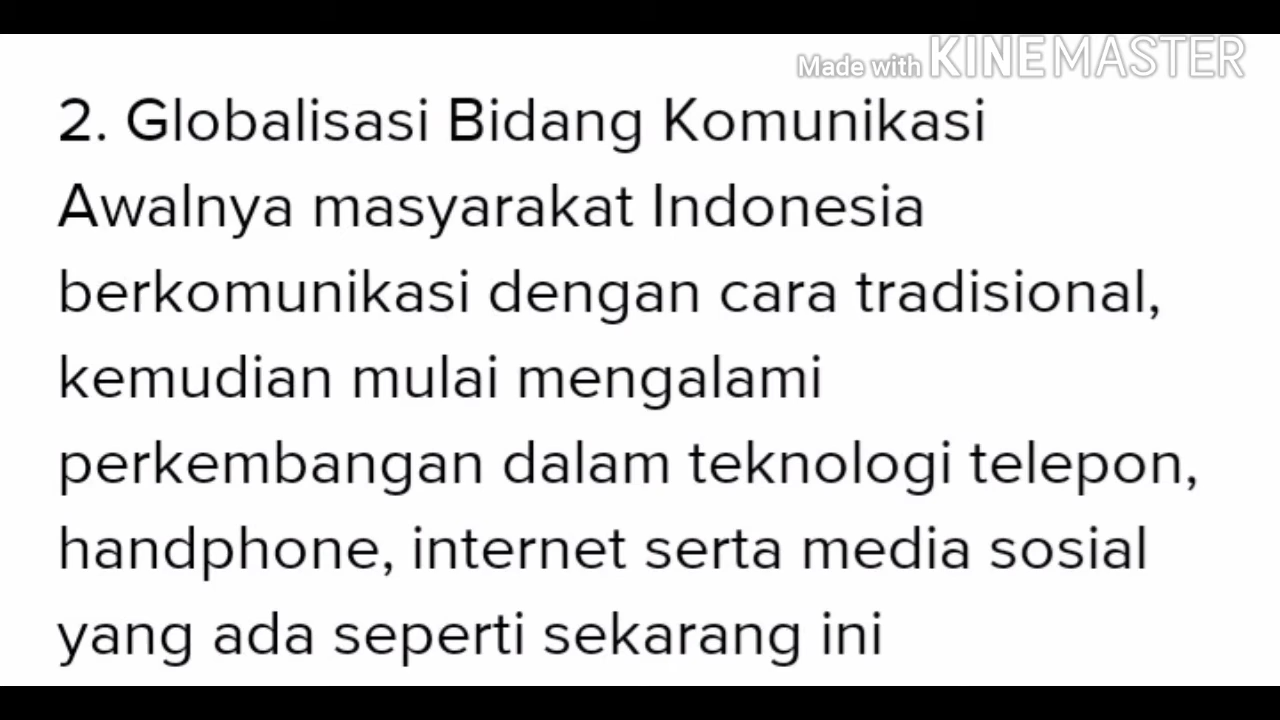 Made with KINEMASTER
2. Globalisasi Bidang Komunikasi
Awalnya masyarakat Indonesia
berkomunikasi dengan cara tradisional,
kemudian mulai mengalami
perkembangan dalam teknologi telepon,
handphone, internet serta media sosial
yang ada seperti sekarang ini